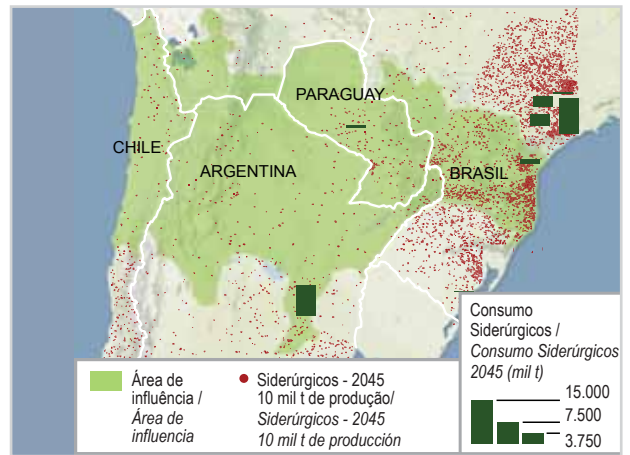 PARAGUAY
CHILE
ARGENTINA
BRASIL
Área de
influência /
Área de
influencia
Siderúrgicos - 2045
10 mil t de produção/
Siderúrgicos - 2045
10 mil t de producción
Consumo
Siderúrgicos /
Consumo Siderúrgicos
2045 (mil t)
15.000
7.500
3.750